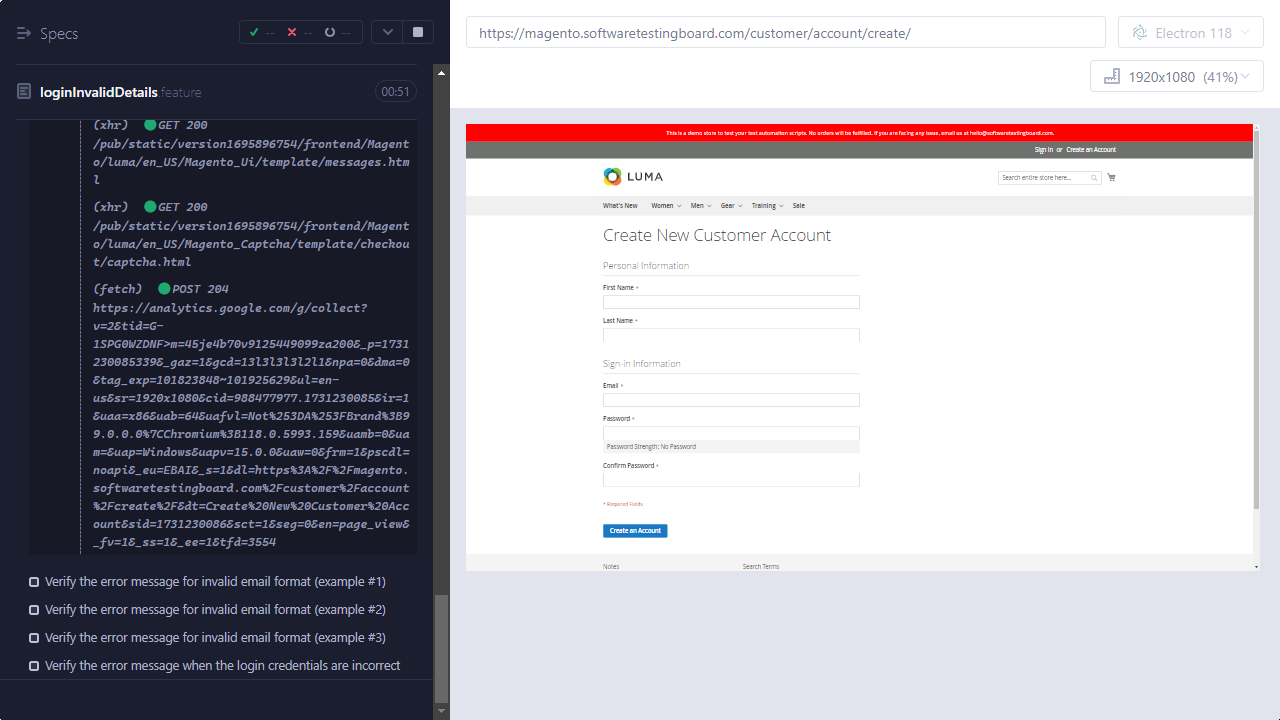 Specs
--
--
--
loginInvalidDetails.feature
00:51
(xhr) GET 200
/pub/static/version1695896754/frontend/Magent
o/luma/en_US/Magento_Ui/template/messages.htm
l
(xhr) GET 200
/pub/static/version1695896754/frontend/Magent
o/luma/en_US/Magento_Captcha/template/checkou
t/captcha.html
(fetch) POST 204
https://analytics.google.com/g/collect?
v=2&tid=G-
1SPG0WZDNF>m=45je4b70v9125449099za200&_p=1731
230085339&_gaz=1&gcd=13l3l3l3l2l1&npa=0&dma=0
&tag_exp=101823848~101925629&ul=en-
us&sr=1920x1080&cid=988477977.1731230085&ir=1
&uaa=x86&uab=64&uafvl=Not%253DA%253FBrand%3B9
9.0.0.0%7CChromium%3B118.0.5993.159&uamb=0&ua
m=&uap=Windows&uapv=15.0.0&uaw=0&frm=1&pscdl=
noapi&_eu=EBAI&_s=1&dl=https%3A%2F%2Fmagento.
softwaretestingboard.com%2Fcustomer%2Faccount
%2Fcreate%2F&dt=Create%20New%20Customer%20Acc
ount&sid=1731230086&sct=1&seg=0&en=page_view&
_fv=1&_ss=1&_ee=1&tfd=3554
Verify the error message for invalid email format (example #1)
Verify the error message for invalid email format (example #2)
Verify the error message for invalid email format (example #3)
Verify the error message when the login credentials are incorrect
https://magento.softwaretestingboard.com/customer/account/create/
Electron 118
1920x1080 (41%)
This is a demo store to test your test automation scripts. No orders will be fulfilled. If you are facing any issue, email us at hello@softwaretestingboard.com.
Sign In or Create an Account
LUMA
Search entire store here...
What's New Women Men Gear Training Sale
Create New Customer Account
Personal Information
First Name *
Last Name *
Sign-in Information
Email *
Password *
Password Strength: No Password
Confirm Password *
* Required Fields
Create an Account
Notes
Search Terms